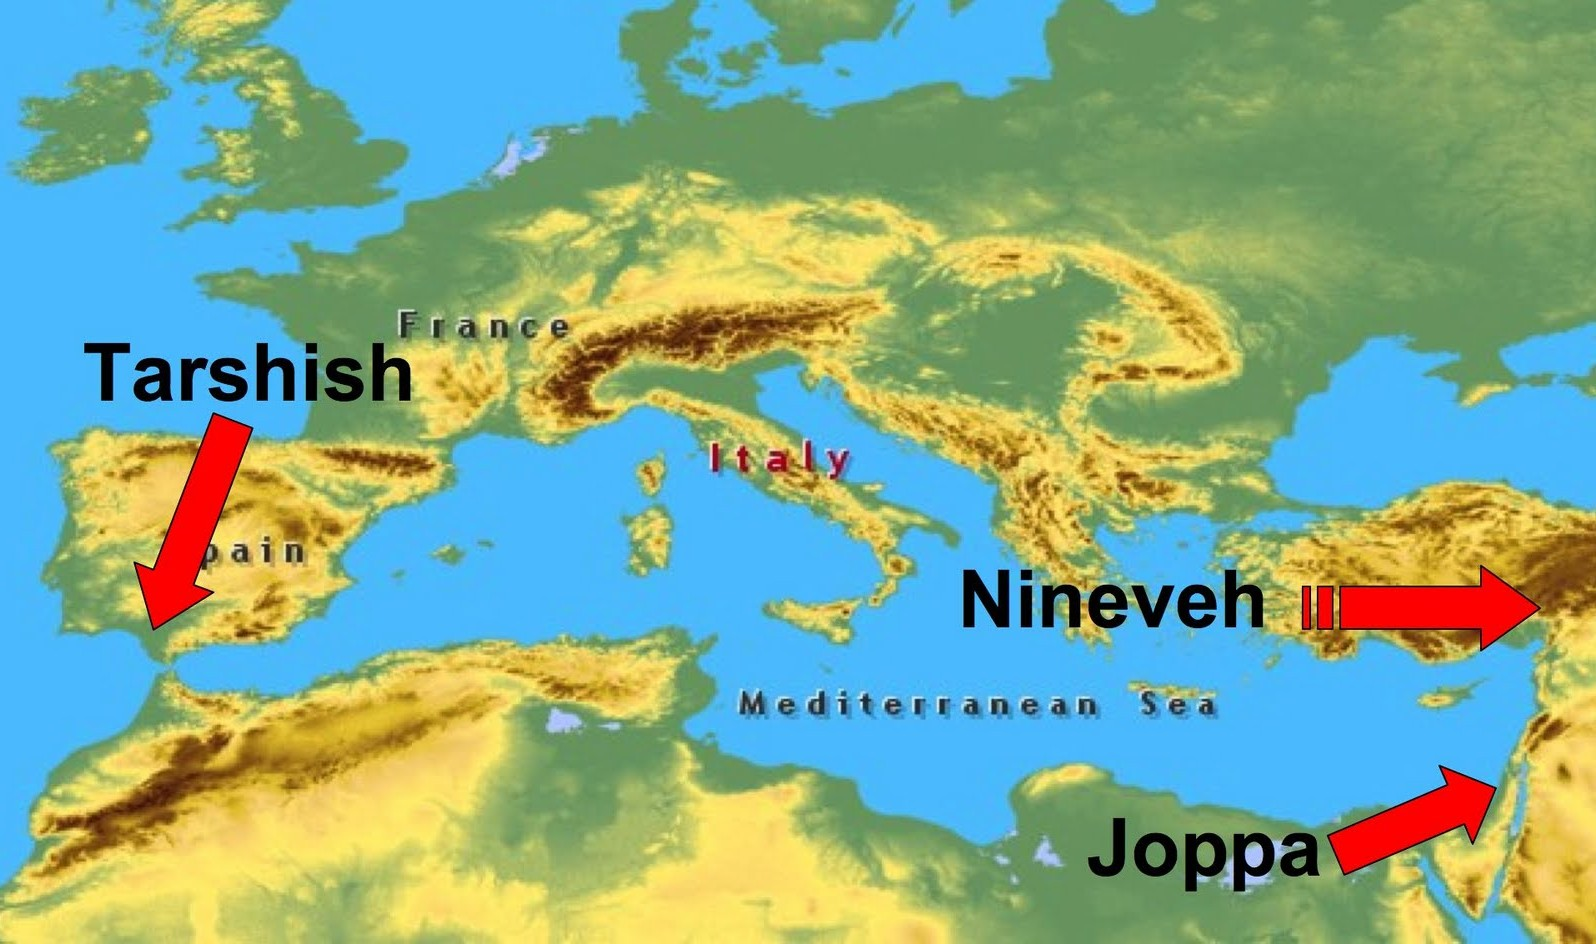 France
Tarshish
Italy
pain
Nineveh
Mediterranean Sea
Joppa